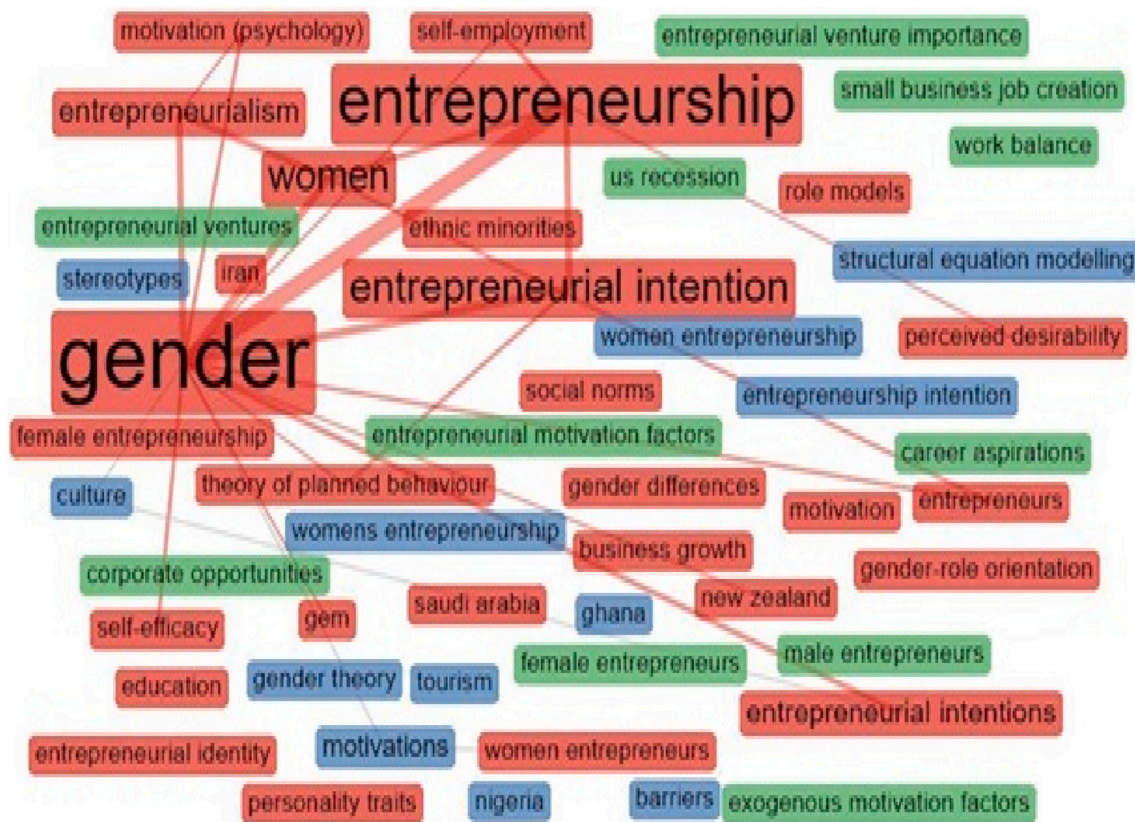 motivation (psychology)
self-employment
entrepreneurial venture importance
entrepreneurship
small business job creation
entrepreneurialism
work balance
women
us recession
role models
entrepreneurial ventures
ethnic minorities
stereotypes
iran
structural equation modelling
entrepreneurial intention
gender
women entrepreneurship
perceived desirability
social norms
entrepreneurship intention
female entrepreneurship
entrepreneurial motivation factors
career aspirations
culture
theory of planned behaviour
gender differences
entrepreneurs
motivation
womens entrepreneurship
business growth
gender-role orientation
corporate opportunities
saudi arabia
new zealand
self-efficacy
gem
ghana
male entrepreneurs
female entrepreneurs
education
gender theory
tourism
entrepreneurial intentions
entrepreneurial identity
motivations
women entrepreneurs
personality traits
nigeria
barriers
exogenous motivation factors